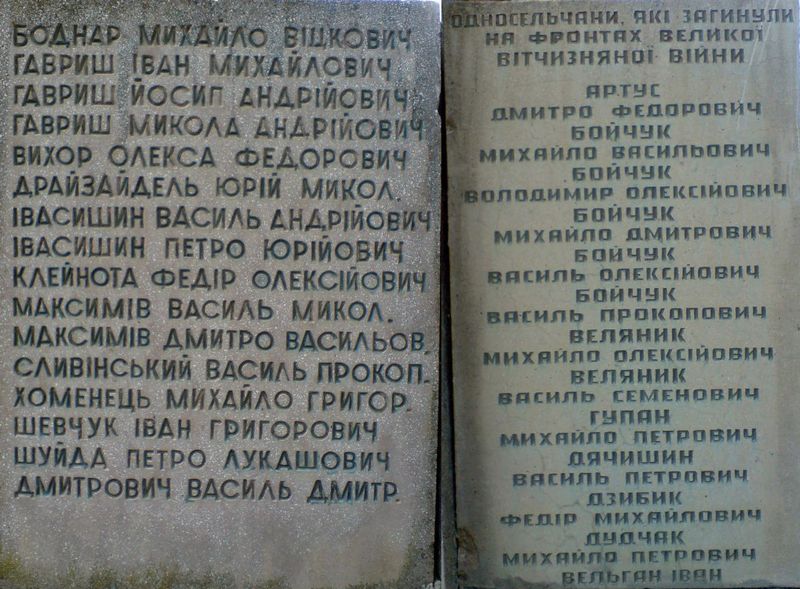 БОДНАР МИХАЙЛО ВІЦКОВИЧ
ГАВРИШ ІВАН МИХАЙЛОВИЧ
ГАВРИШ ЙОСИП АНДРІЙОВИЧ
ГАВРИШ МИКОЛА АНДРІЙОВИЧ
ВИХОР ОЛЕКСА ФЕДОРОВИЧ
ДРАЙЗАЙДЕЛЬ ЮРІЙ МИКОЛ.
ІВАСИШИН ВАСИЛЬ АНДРІЙОВИЧ
ІВАСИШИН ПЕТРО ЮРІЙОВИЧ
КЛЕЙНОТА ФЕДІР ОЛЕКСІЙОВИЧ
МАКСИМІВ ВАСИЛЬ МИКОЛ.
МАКСИМІВ ДМИТРО ВАСИЛЬОВ.
СЛИВІНСЬКИЙ ВАСИЛЬ ПРОКОП.
ХОМЕНЕЦЬ МИХАЙЛО ГРИГОР.
ШЕВЧУК ІВАН ГРИГОРОВИЧ
ШУЙДА ПЕТРО ЛУКАШОВИЧ
ДМИТРОВИЧ ВАСИЛЬ ДМИТР.
ОДНОСЕЛЬЧАНИ, ЯКІ ЗАГИНУЛИ
НА ФРОНТАХ ВЕЛИКОЇ
ВІТЧИЗНЯНОЇ ВІЙНИ
АРТУС
ДМИТРО ФЕДОРОВИЧ
БОЙЧУК
МИХАЙЛО ВАСИЛЬОВИЧ
БОЙЧУК
ВОЛОДИМИР ОЛЕКСІЙОВИЧ
БОЙЧУК
МИХАЙЛО ДМИТРОВИЧ
БОЙЧУК
ВАСИЛЬ ОЛЕКСІЙОВИЧ
БОЙЧУК
ВАСИЛЬ ПРОКОПОВИЧ
ВЕЛЯНИК
МИХАЙЛО ОЛЕКСІЙОВИЧ
ВЕЛЯНИК
ВАСИЛЬ СЕМЕНОВИЧ
ГУПАН
МИХАЙЛО ПЕТРОВИЧ
ДЯЧИШИН
ВАСИЛЬ ПЕТРОВИЧ
ДЗИБИК
ФЕДІР МИХАЙЛОВИЧ
ДУДЧАК
МИХАЙЛО ПЕТРОВИЧ
ВЕЛЬГАН ІВАН